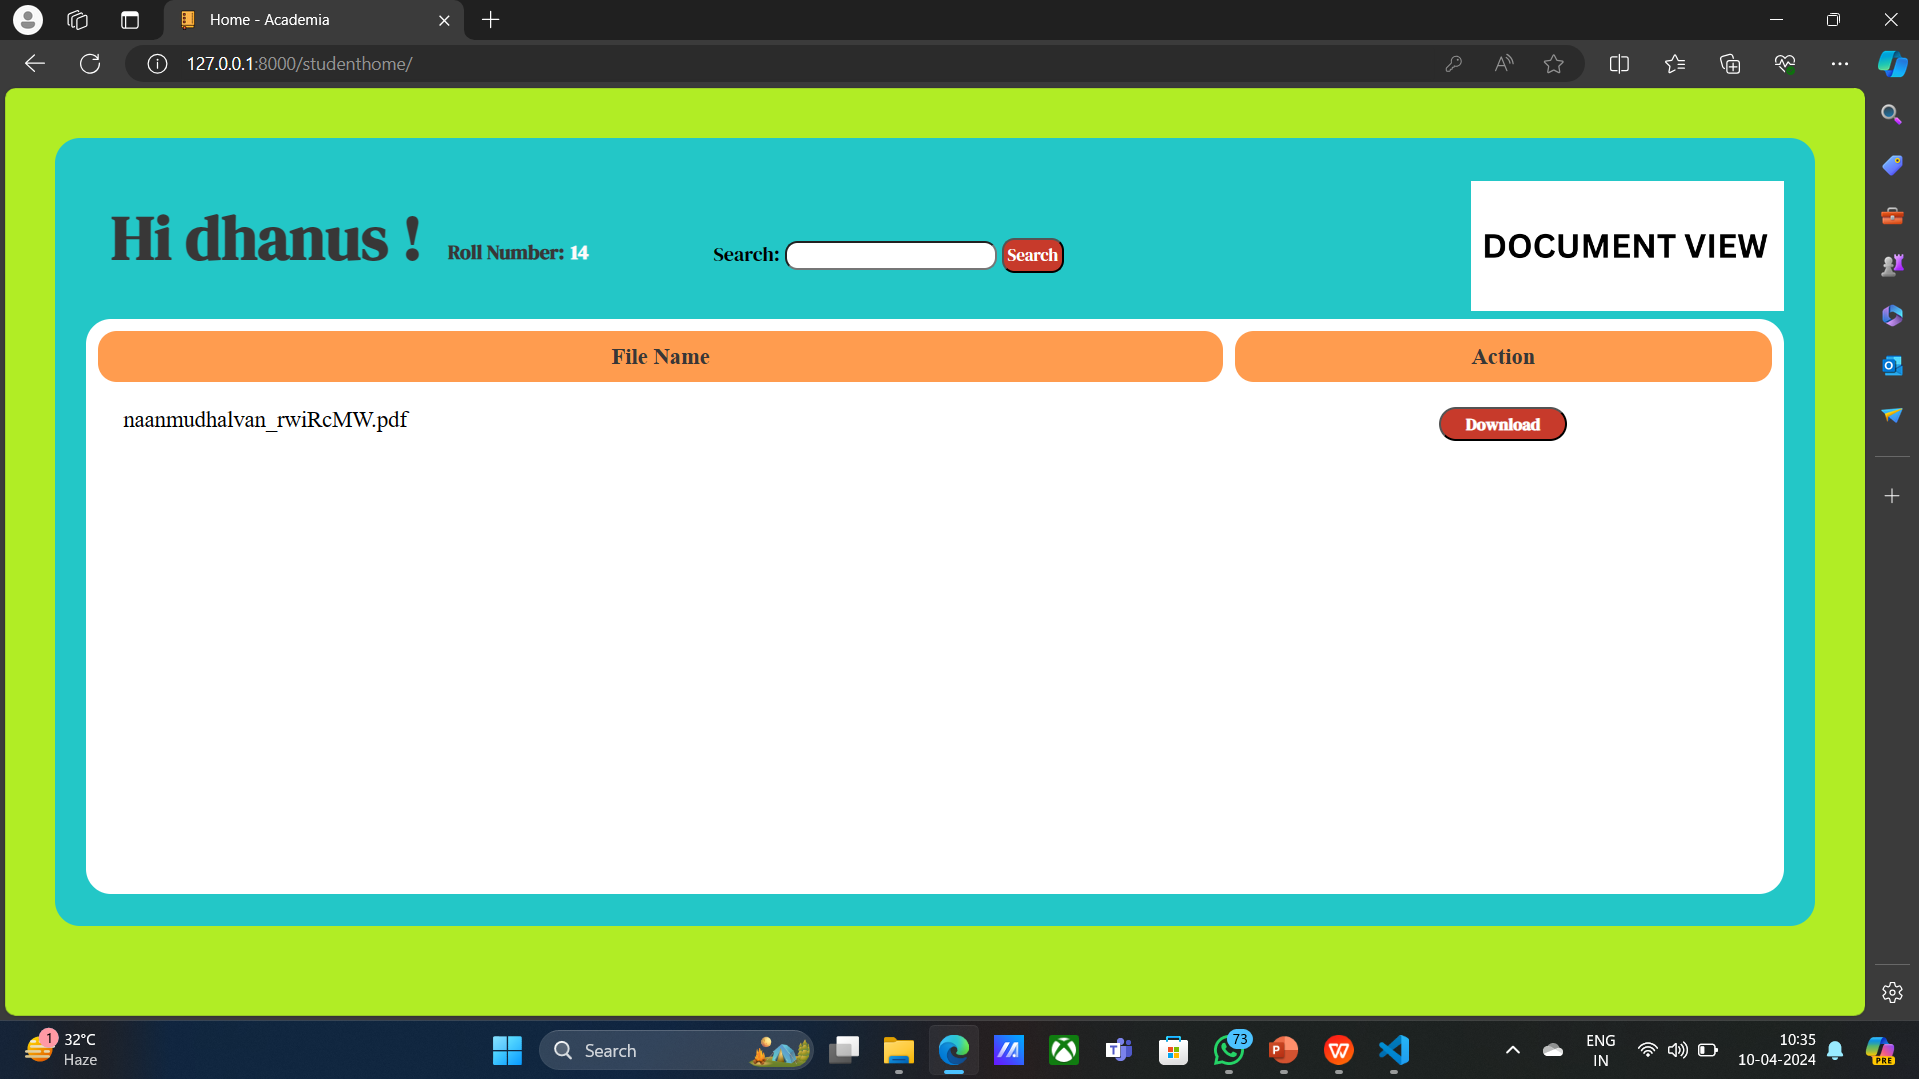 Home - Academia
127.0.0.1:8000/studenthome/
Hi dhanus !
Roll Number: 14
Search:
Search
DOCUMENT VIEW
File Name
Action
naanmudhalvan_rwiRcMW.pdf
Download
1
32°C
Haze
Search
73
ENG
IN
10:35
10-04-2024
PRE